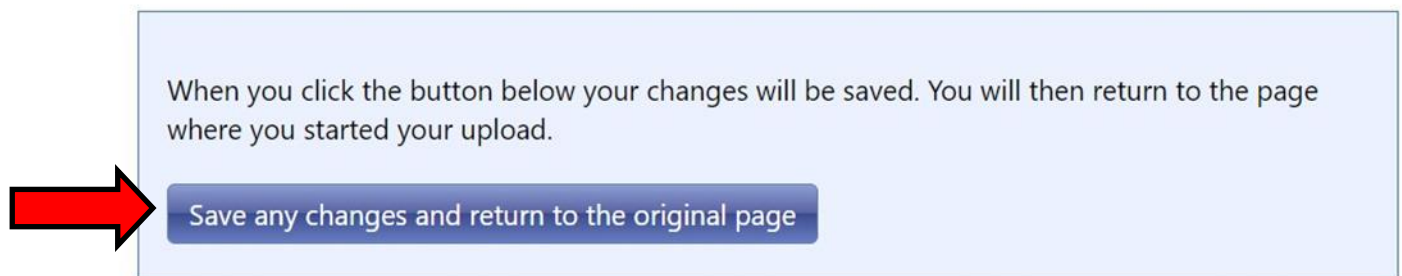 When you click the button below your changes will be saved. You will then return to the page
where you started your upload.
Save any changes and return to the original page